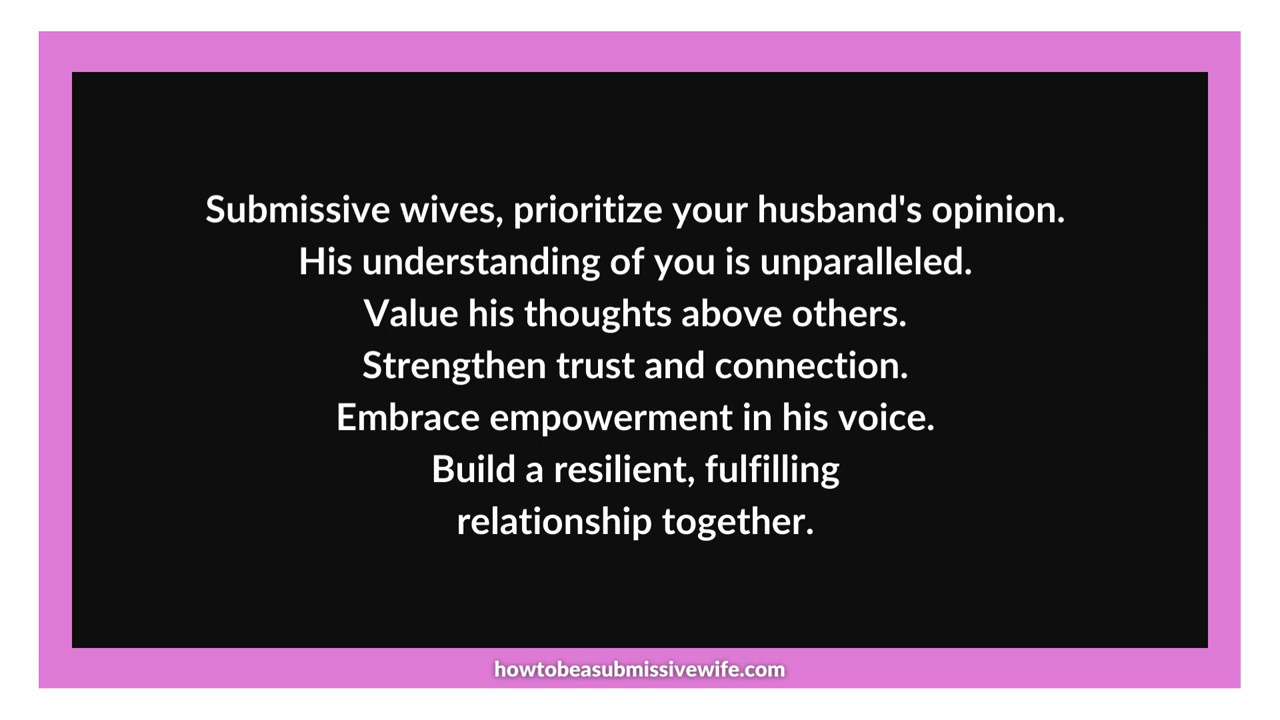 Submissive wives, prioritize your husband's opinion.
His understanding of you is unparalleled.
Value his thoughts above others.
Strengthen trust and connection.
Embrace empowerment in his voice.
Build a resilient, fulfilling
relationship together.
howtobeasubmissivewife.com